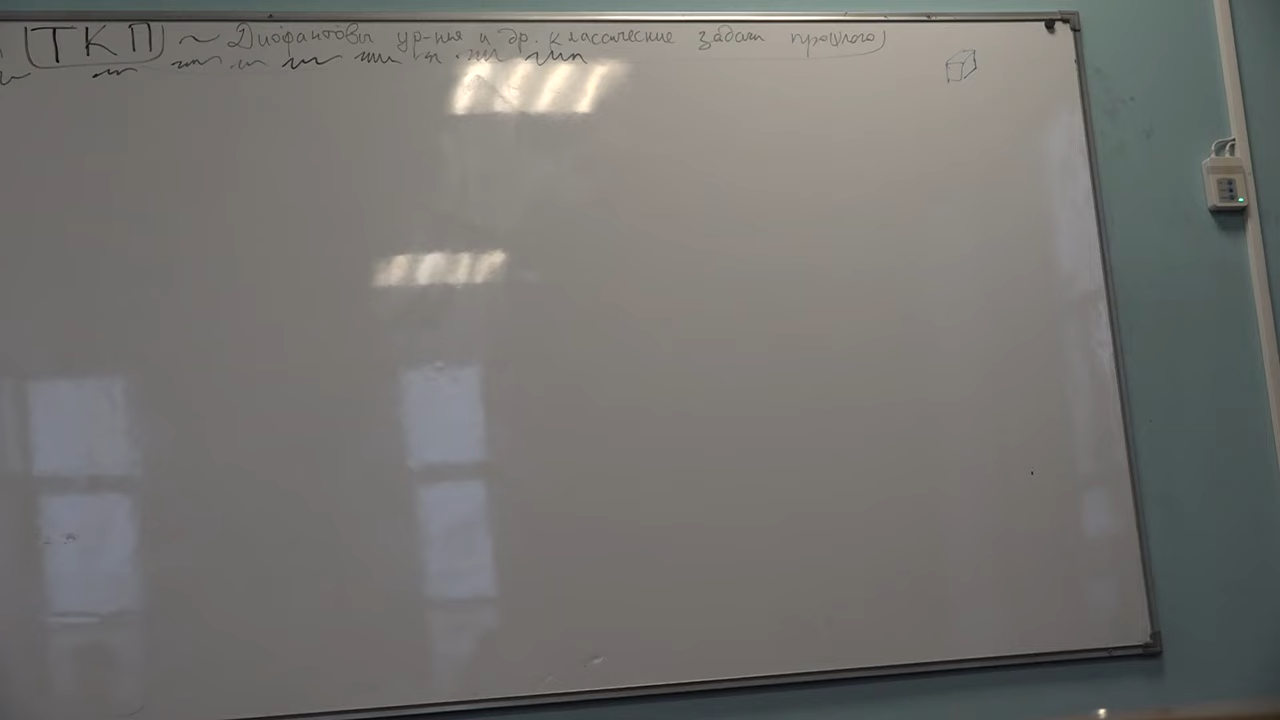 ТКП ~ Диофантовы ур-ния и др. классические задачи прошлого